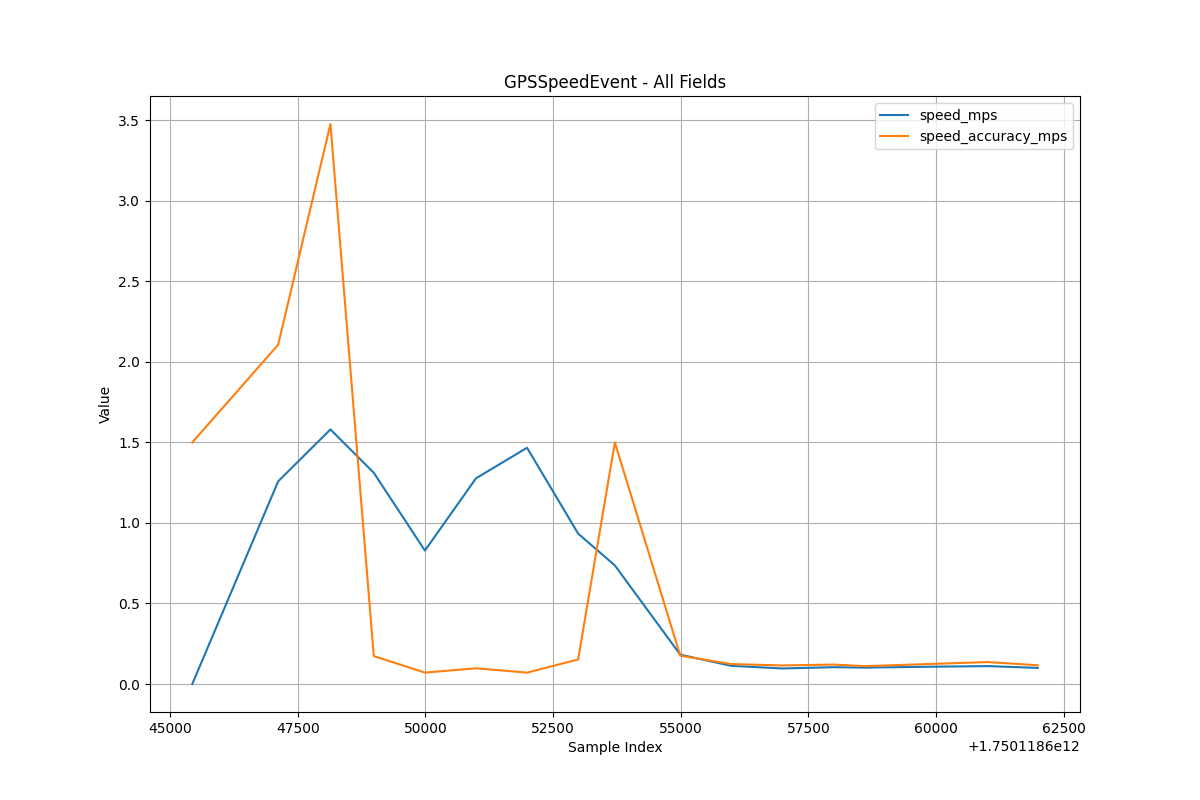 GPSSpeedEvent - All Fields
speed_mps
speed_accuracy_mps
3.5
3.0
2.5
2.0
1.5
1.0
0.5
0.0
Value
45000 47500 50000 52500 55000 57500 60000 62500
Sample Index
+1.7501186e12